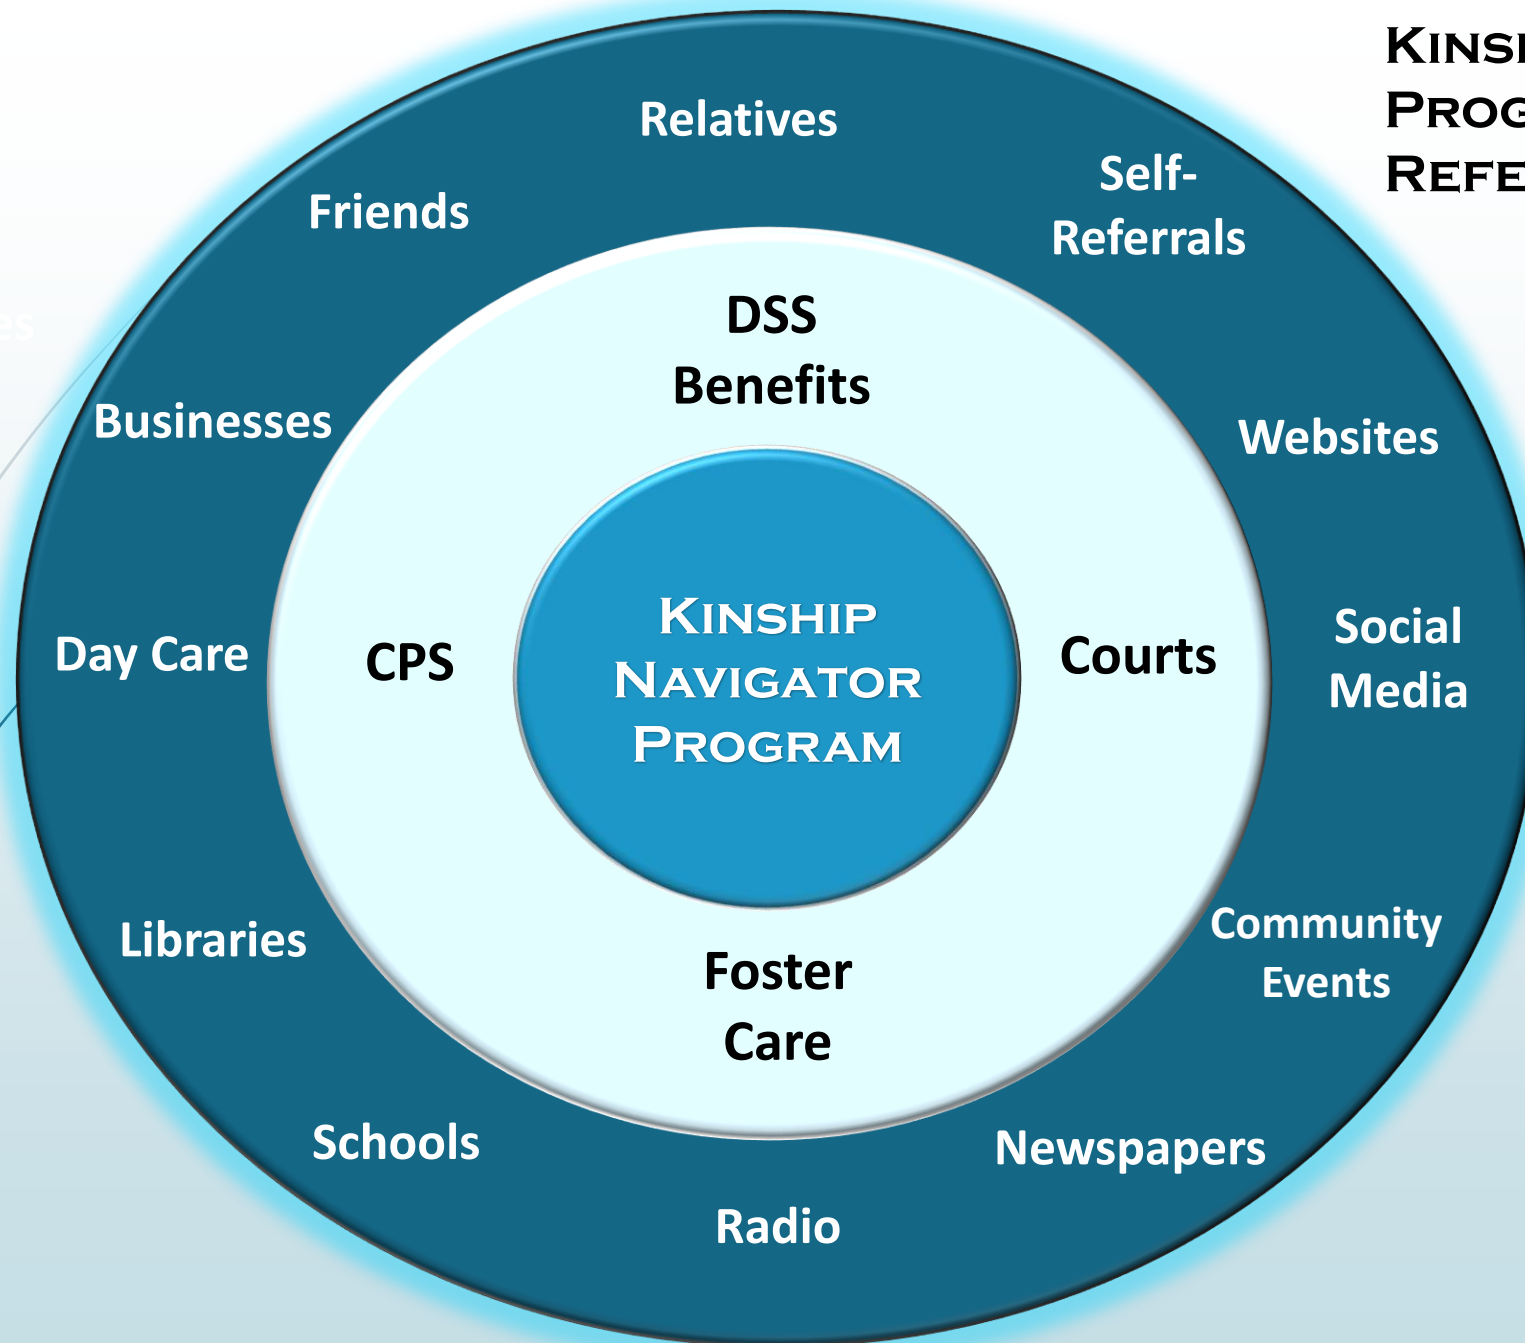 Relatives
Self-
Referrals
Friends
DSS
Benefits
Businesses
Websites
Kinship
Navigator
Program
Day Care
CPS
Courts
Social
Media
Libraries
Community
Events
Foster
Care
Schools
Newspapers
Radio